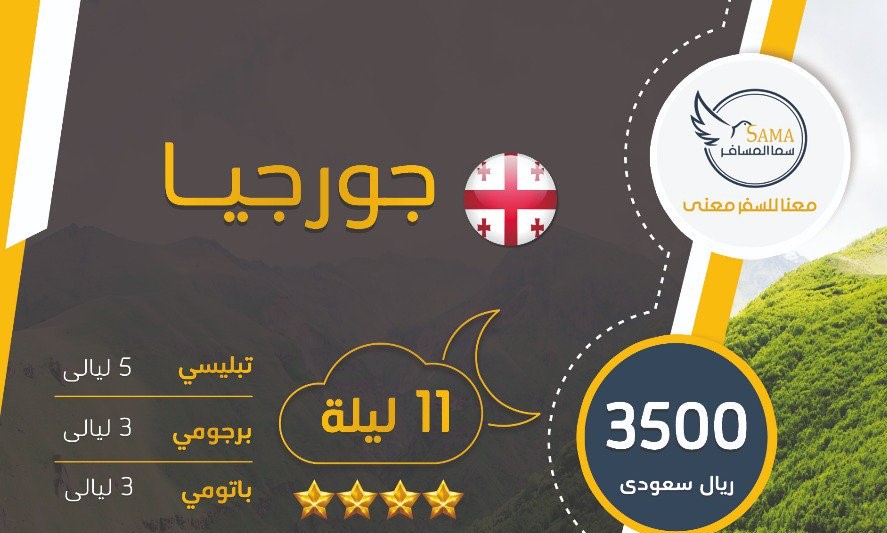 SAMA
سما المسافر
معنا للسفر معنى
جورجيا
11 ليلة
تبليسي 5 ليالى
برجومي 3 ليالى
باتومي 3 ليالى
3500
ريال سعودى